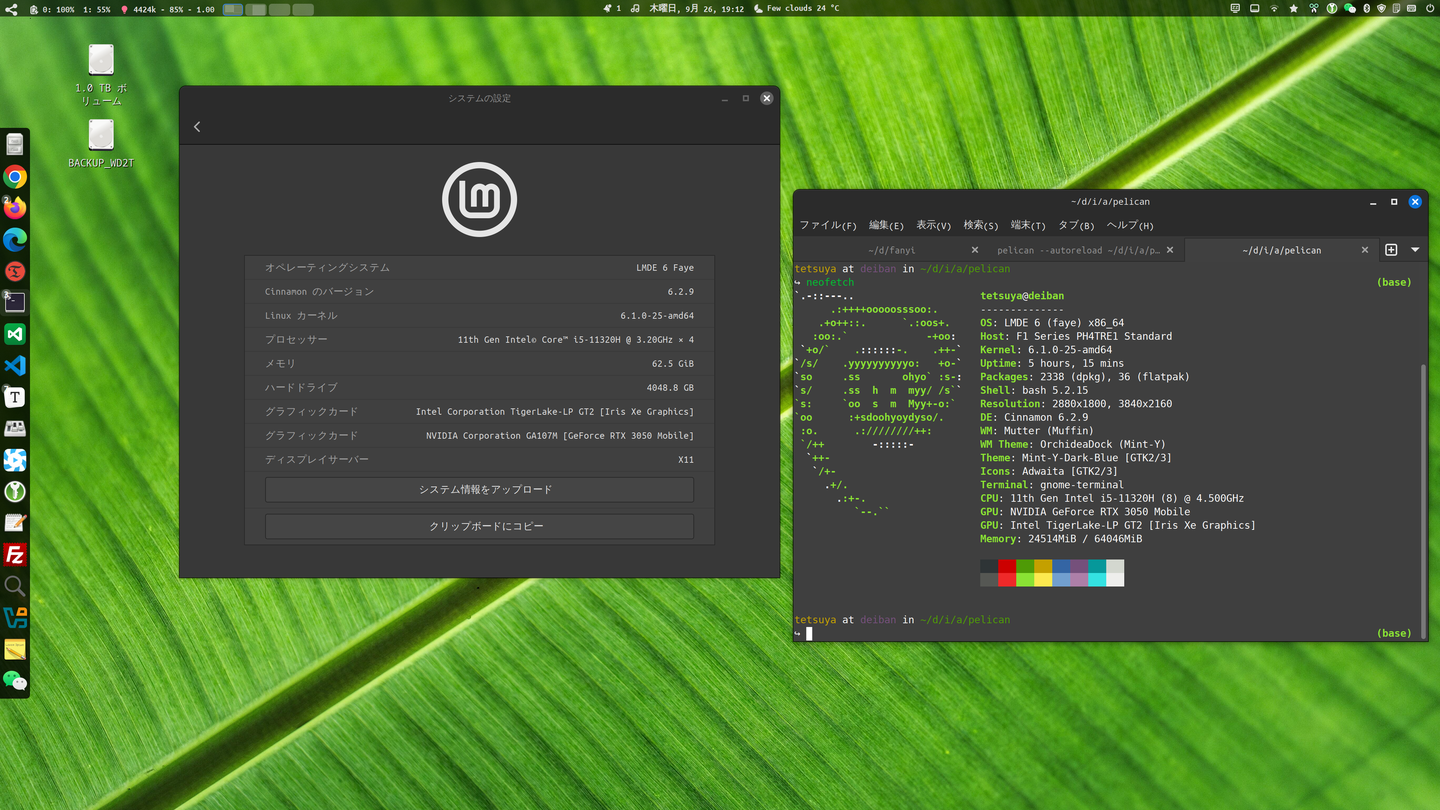 0: 100% 1: 55% 4424k - 85% - 1.00
1 木曜日, 9月 26, 19:12 Few clouds 24 °C
1.0 TB ボ
リューム
BACKUP_WD2T
システムの設定
オペレーティングシステム LMDE 6 Faye
Cinnamon のバージョン 6.2.9
Linux カーネル 6.1.0-25-amd64
プロセッサー 11th Gen Intel© Core™ i5-11320H @ 3.20GHz × 4
メモリ 62.5 GiB
ハードドライブ 4048.8 GB
グラフィックカード Intel Corporation TigerLake-LP GT2 [Iris Xe Graphics]
グラフィックカード NVIDIA Corporation GA107M [GeForce RTX 3050 Mobile]
ディスプレイサーバー X11
システム情報をアップロード
クリップボードにコピー
~/d/i/a/pelican
ファイル(F) 編集(E) 表示(V) 検索(S) 端末(T) タブ(B) ヘルプ(H)
~/d/fanyi pelican --autoreload ~/d/i/a/p… ~/d/i/a/pelican
tetsuya at deiban in ~/d/i/a/pelican
↪ neofetch (base)
tetsuya@deiban
--------------
OS: LMDE 6 (faye) x86_64
Host: F1 Series PH4TRE1 Standard
Kernel: 6.1.0-25-amd64
Uptime: 5 hours, 15 mins
Packages: 2338 (dpkg), 36 (flatpak)
Shell: bash 5.2.15
Resolution: 2880x1800, 3840x2160
DE: Cinnamon 6.2.9
WM: Mutter (Muffin)
WM Theme: OrchideaDock (Mint-Y)
Theme: Mint-Y-Dark-Blue [GTK2/3]
Icons: Adwaita [GTK2/3]
Terminal: gnome-terminal
CPU: 11th Gen Intel i5-11320H (8) @ 4.500GHz
GPU: NVIDIA GeForce RTX 3050 Mobile
GPU: Intel TigerLake-LP GT2 [Iris Xe Graphics]
Memory: 24514MiB / 64046MiB
tetsuya at deiban in ~/d/i/a/pelican
↪ (base)